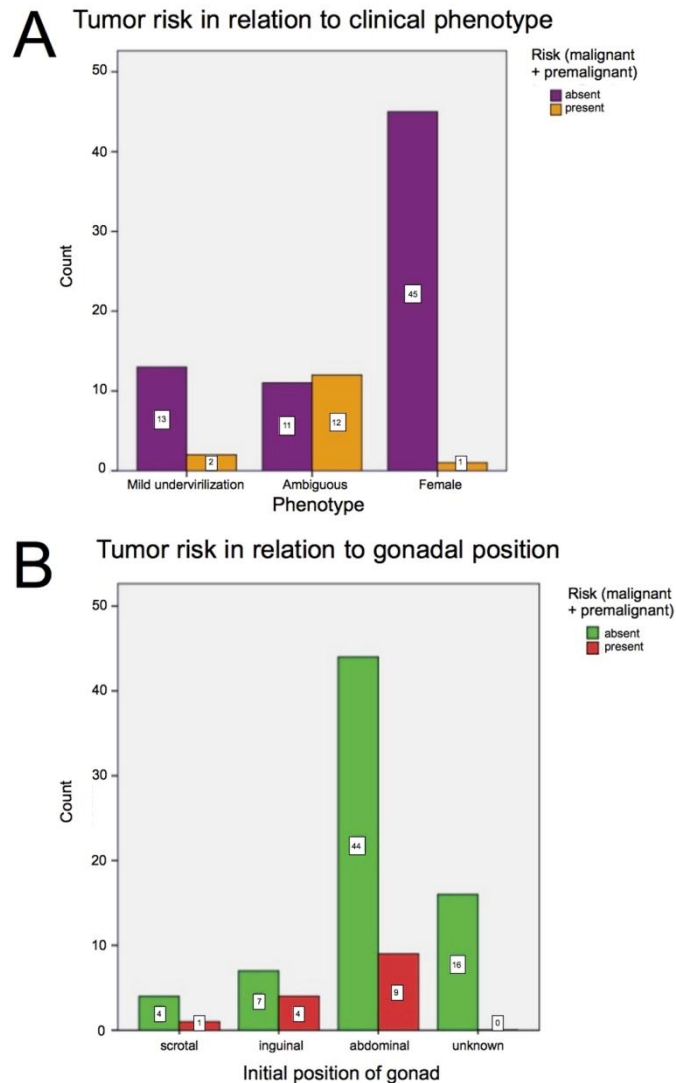 A
Tumor risk in relation to clinical phenotype
Risk (malignant
+ premalignant)
absent
present
50
40
30
20
10
0
Count
45
13
11
12
2
1
Mild undervirilization
Ambiguous
Female
Phenotype
B
Tumor risk in relation to gonadal position
Risk (malignant
+ premalignant)
absent
present
50
40
30
20
10
0
Count
44
16
7
4
9
4
1
0
scrotal
inguinal
abdominal
unknown
Initial position of gonad